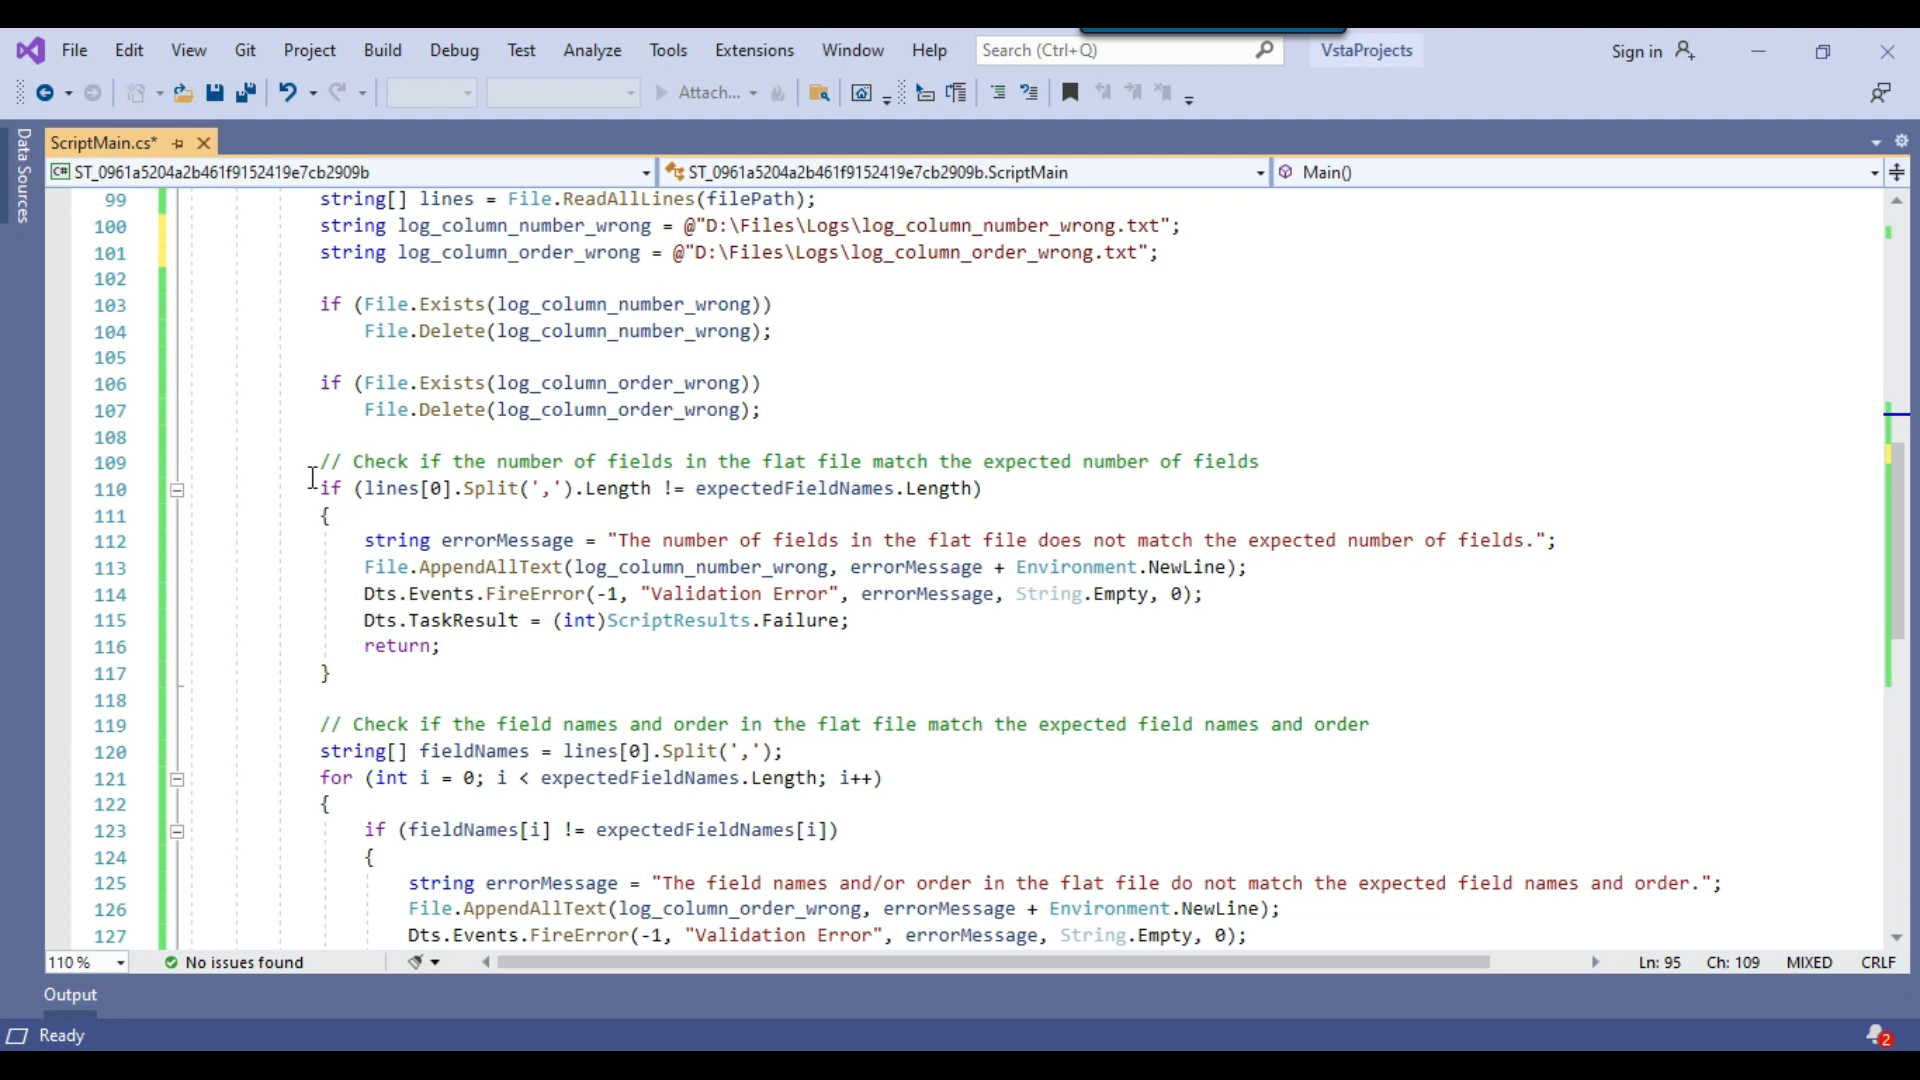 File Edit View Git Project Build Debug Test Analyze Tools Extensions Window Help Search (Ctrl+Q) VstaProjects Sign in
Attach...
Data Sources
ScriptMain.cs*
C# ST_0961a5204a2b461f9152419e7cb2909b ST_0961a5204a2b461f9152419e7cb2909b.ScriptMain Main()
99 string[] lines = File.ReadAllLines(filePath);
100 string log_column_number_wrong = @"D:\Files\Logs\log_column_number_wrong.txt";
101 string log_column_order_wrong = @"D:\Files\Logs\log_column_order_wrong.txt";
102
103 if (File.Exists(log_column_number_wrong))
104 File.Delete(log_column_number_wrong);
105
106 if (File.Exists(log_column_order_wrong))
107 File.Delete(log_column_order_wrong);
108
109 // Check if the number of fields in the flat file match the expected number of fields
110 if (lines[0].Split(',').Length != expectedFieldNames.Length)
111 {
112 string errorMessage = "The number of fields in the flat file does not match the expected number of fields.";
113 File.AppendAllText(log_column_number_wrong, errorMessage + Environment.NewLine);
114 Dts.Events.FireError(-1, "Validation Error", errorMessage, String.Empty, 0);
115 Dts.TaskResult = (int)ScriptResults.Failure;
116 return;
117 }
118
119 // Check if the field names and order in the flat file match the expected field names and order
120 string[] fieldNames = lines[0].Split(',');
121 for (int i = 0; i < expectedFieldNames.Length; i++)
122 {
123 if (fieldNames[i] != expectedFieldNames[i])
124 {
125 string errorMessage = "The field names and/or order in the flat file do not match the expected field names and order.";
126 File.AppendAllText(log_column_order_wrong, errorMessage + Environment.NewLine);
127 Dts.Events.FireError(-1, "Validation Error", errorMessage, String.Empty, 0);
110 % No issues found Ln: 95 Ch: 109 MIXED CRLF
Output
Ready 2